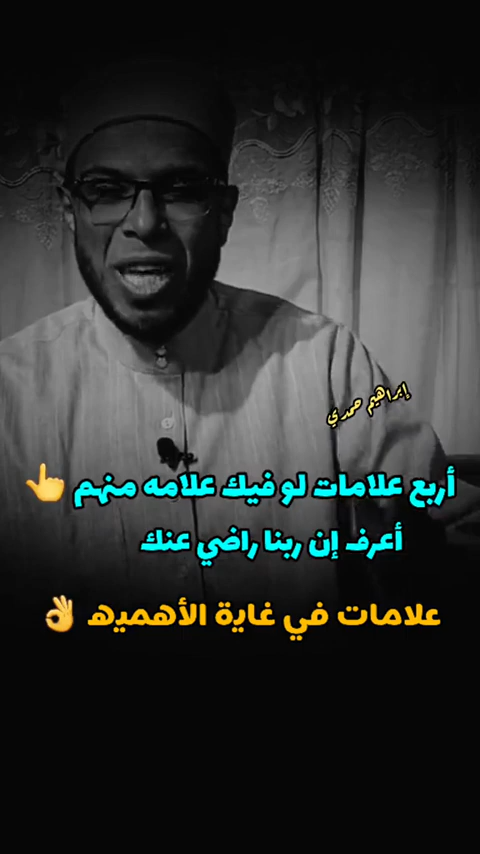 إبراهيم حمدي
أربع علامات لو فيك علامه منهم 👆
أعرف إن ربنا راضي عنك
علامات في غاية الأهميه 👌